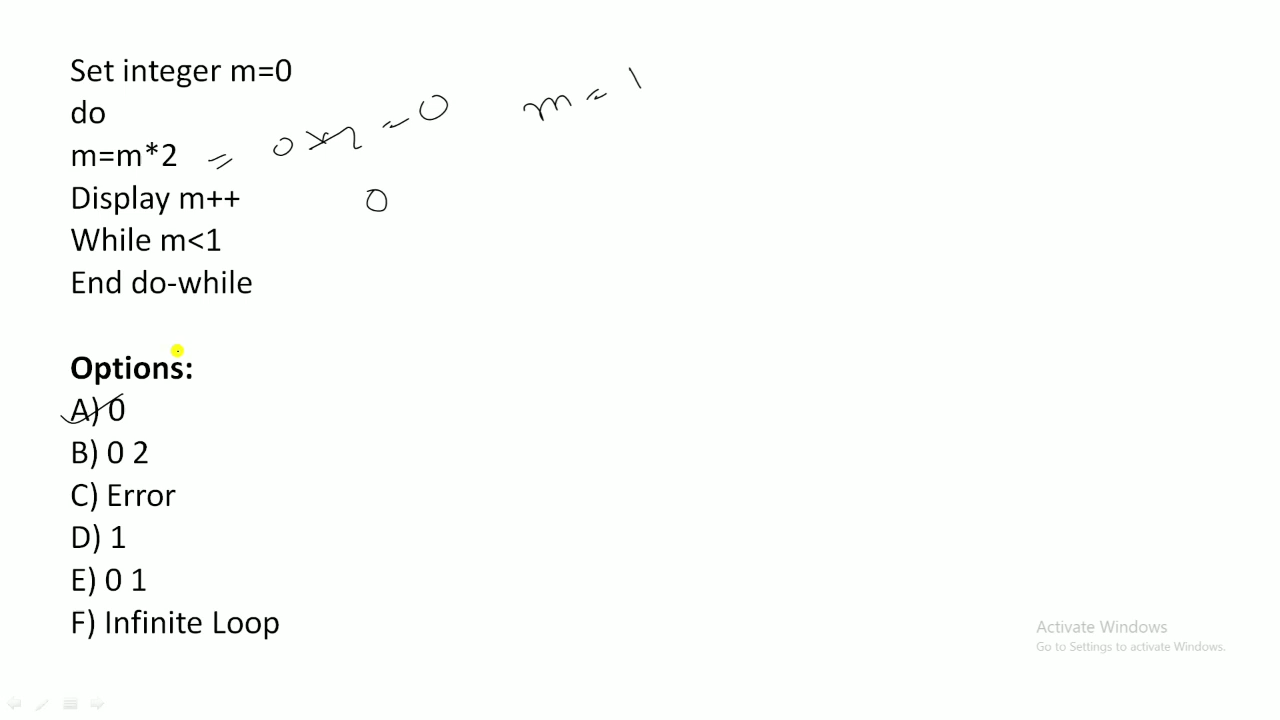 Set integer m=0
do
m=m*2 = 0*2 = 0 m = 1
Display m++ 0
While m<1
End do-while
Options:
A) 0
B) 0 2
C) Error
D) 1
E) 0 1
F) Infinite Loop
Activate Windows
Go to Settings to activate Windows.